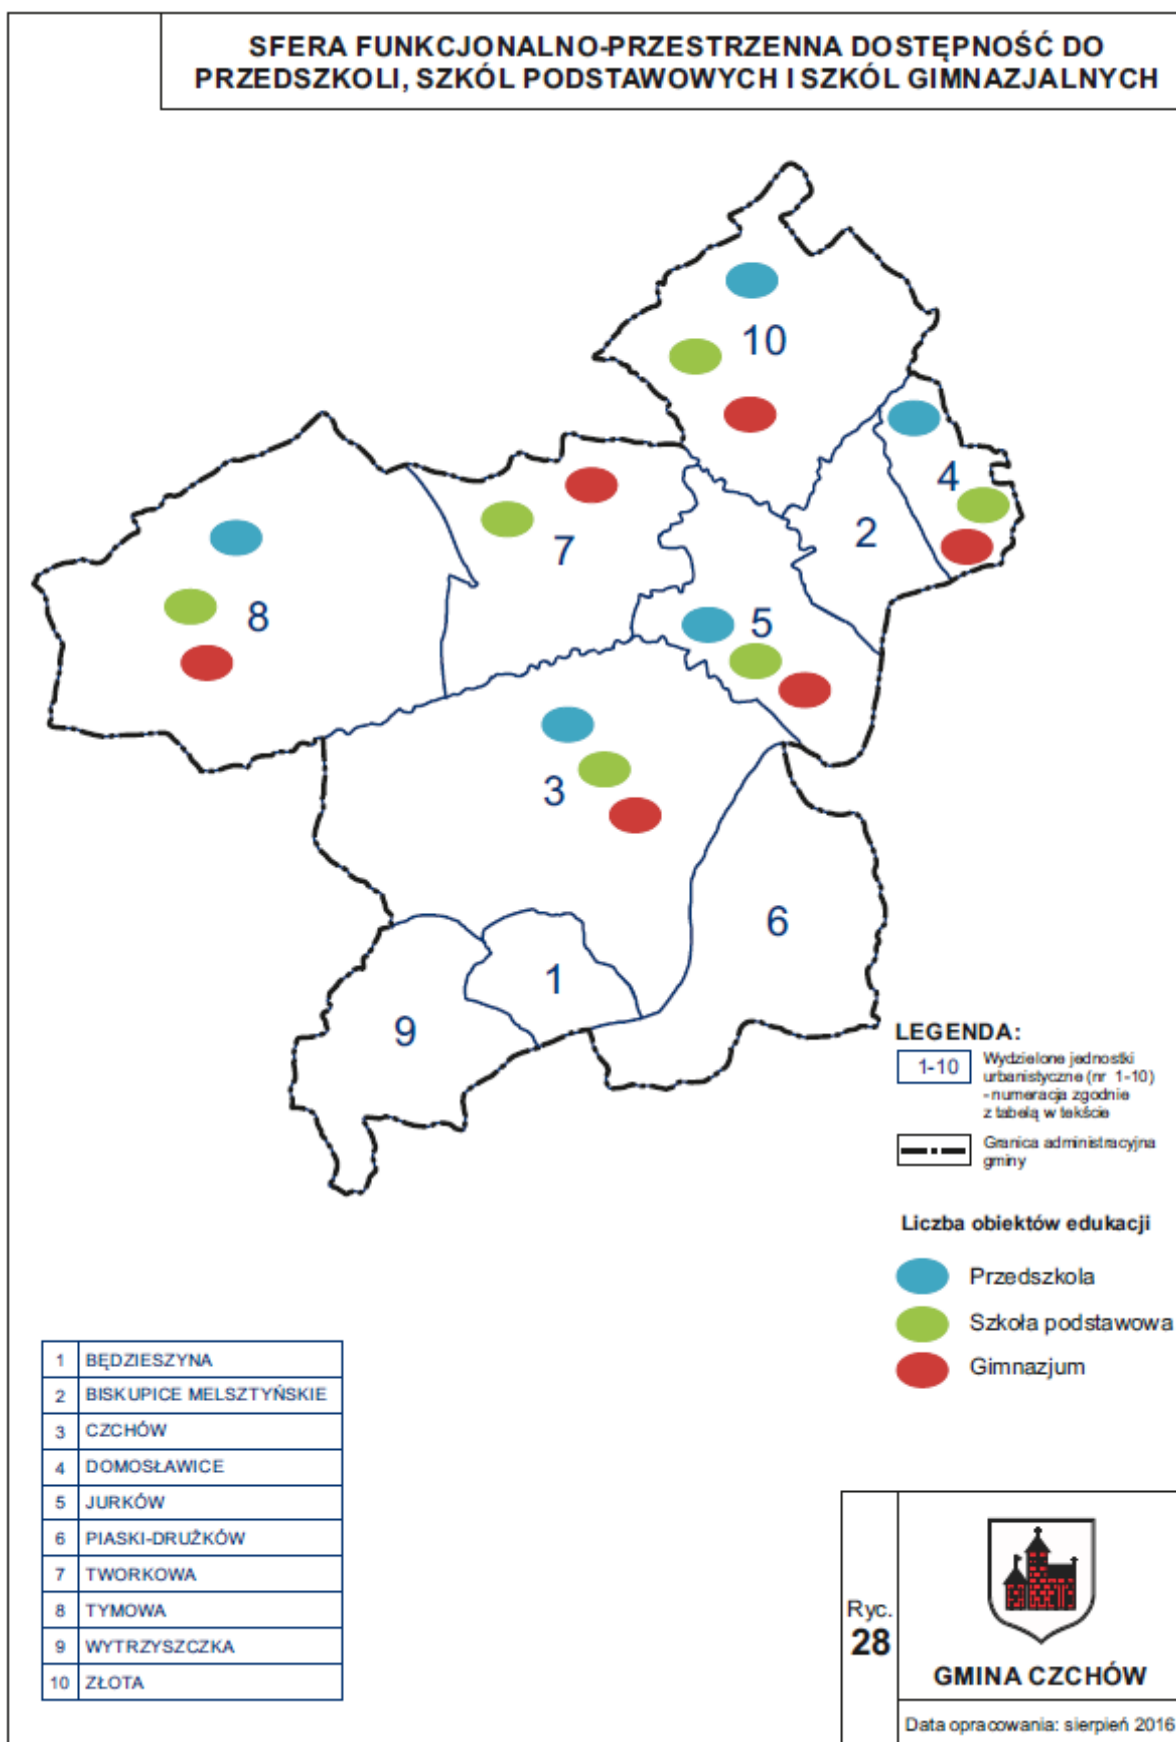 SFERA FUNKCJONALNO-PRZESTRZENNA DOSTĘPNOŚĆ DO
PRZEDSZKOLI, SZKÓL PODSTAWOWYCH I SZKÓL GIMNAZJALNYCH
10
4
2
7
8
5
3
6
1
9
LEGENDA:
1-10
Wydzielone jednostki
urbanistyczne (nr 1-10)
-numeracja zgodnie
z tabelą w tekście
Granica administracyjna
gminy
Liczba obiektów edukacji
Przedszkola
Szkoła podstawowa
Gimnazjum
1 BĘDZIESZYNA
2 BISKUPICE MELSZTYŃSKIE
3 CZCHÓW
4 DOMOSŁAWICE
5 JURKÓW
6 PIASKI-DRUŻKÓW
7 TWORKOWA
8 TYMOWA
9 WYTRZYSZCZKA
10 ZŁOTA
Ryc.
28
GMINA CZCHÓW
Data opracowania: sierpień 2016